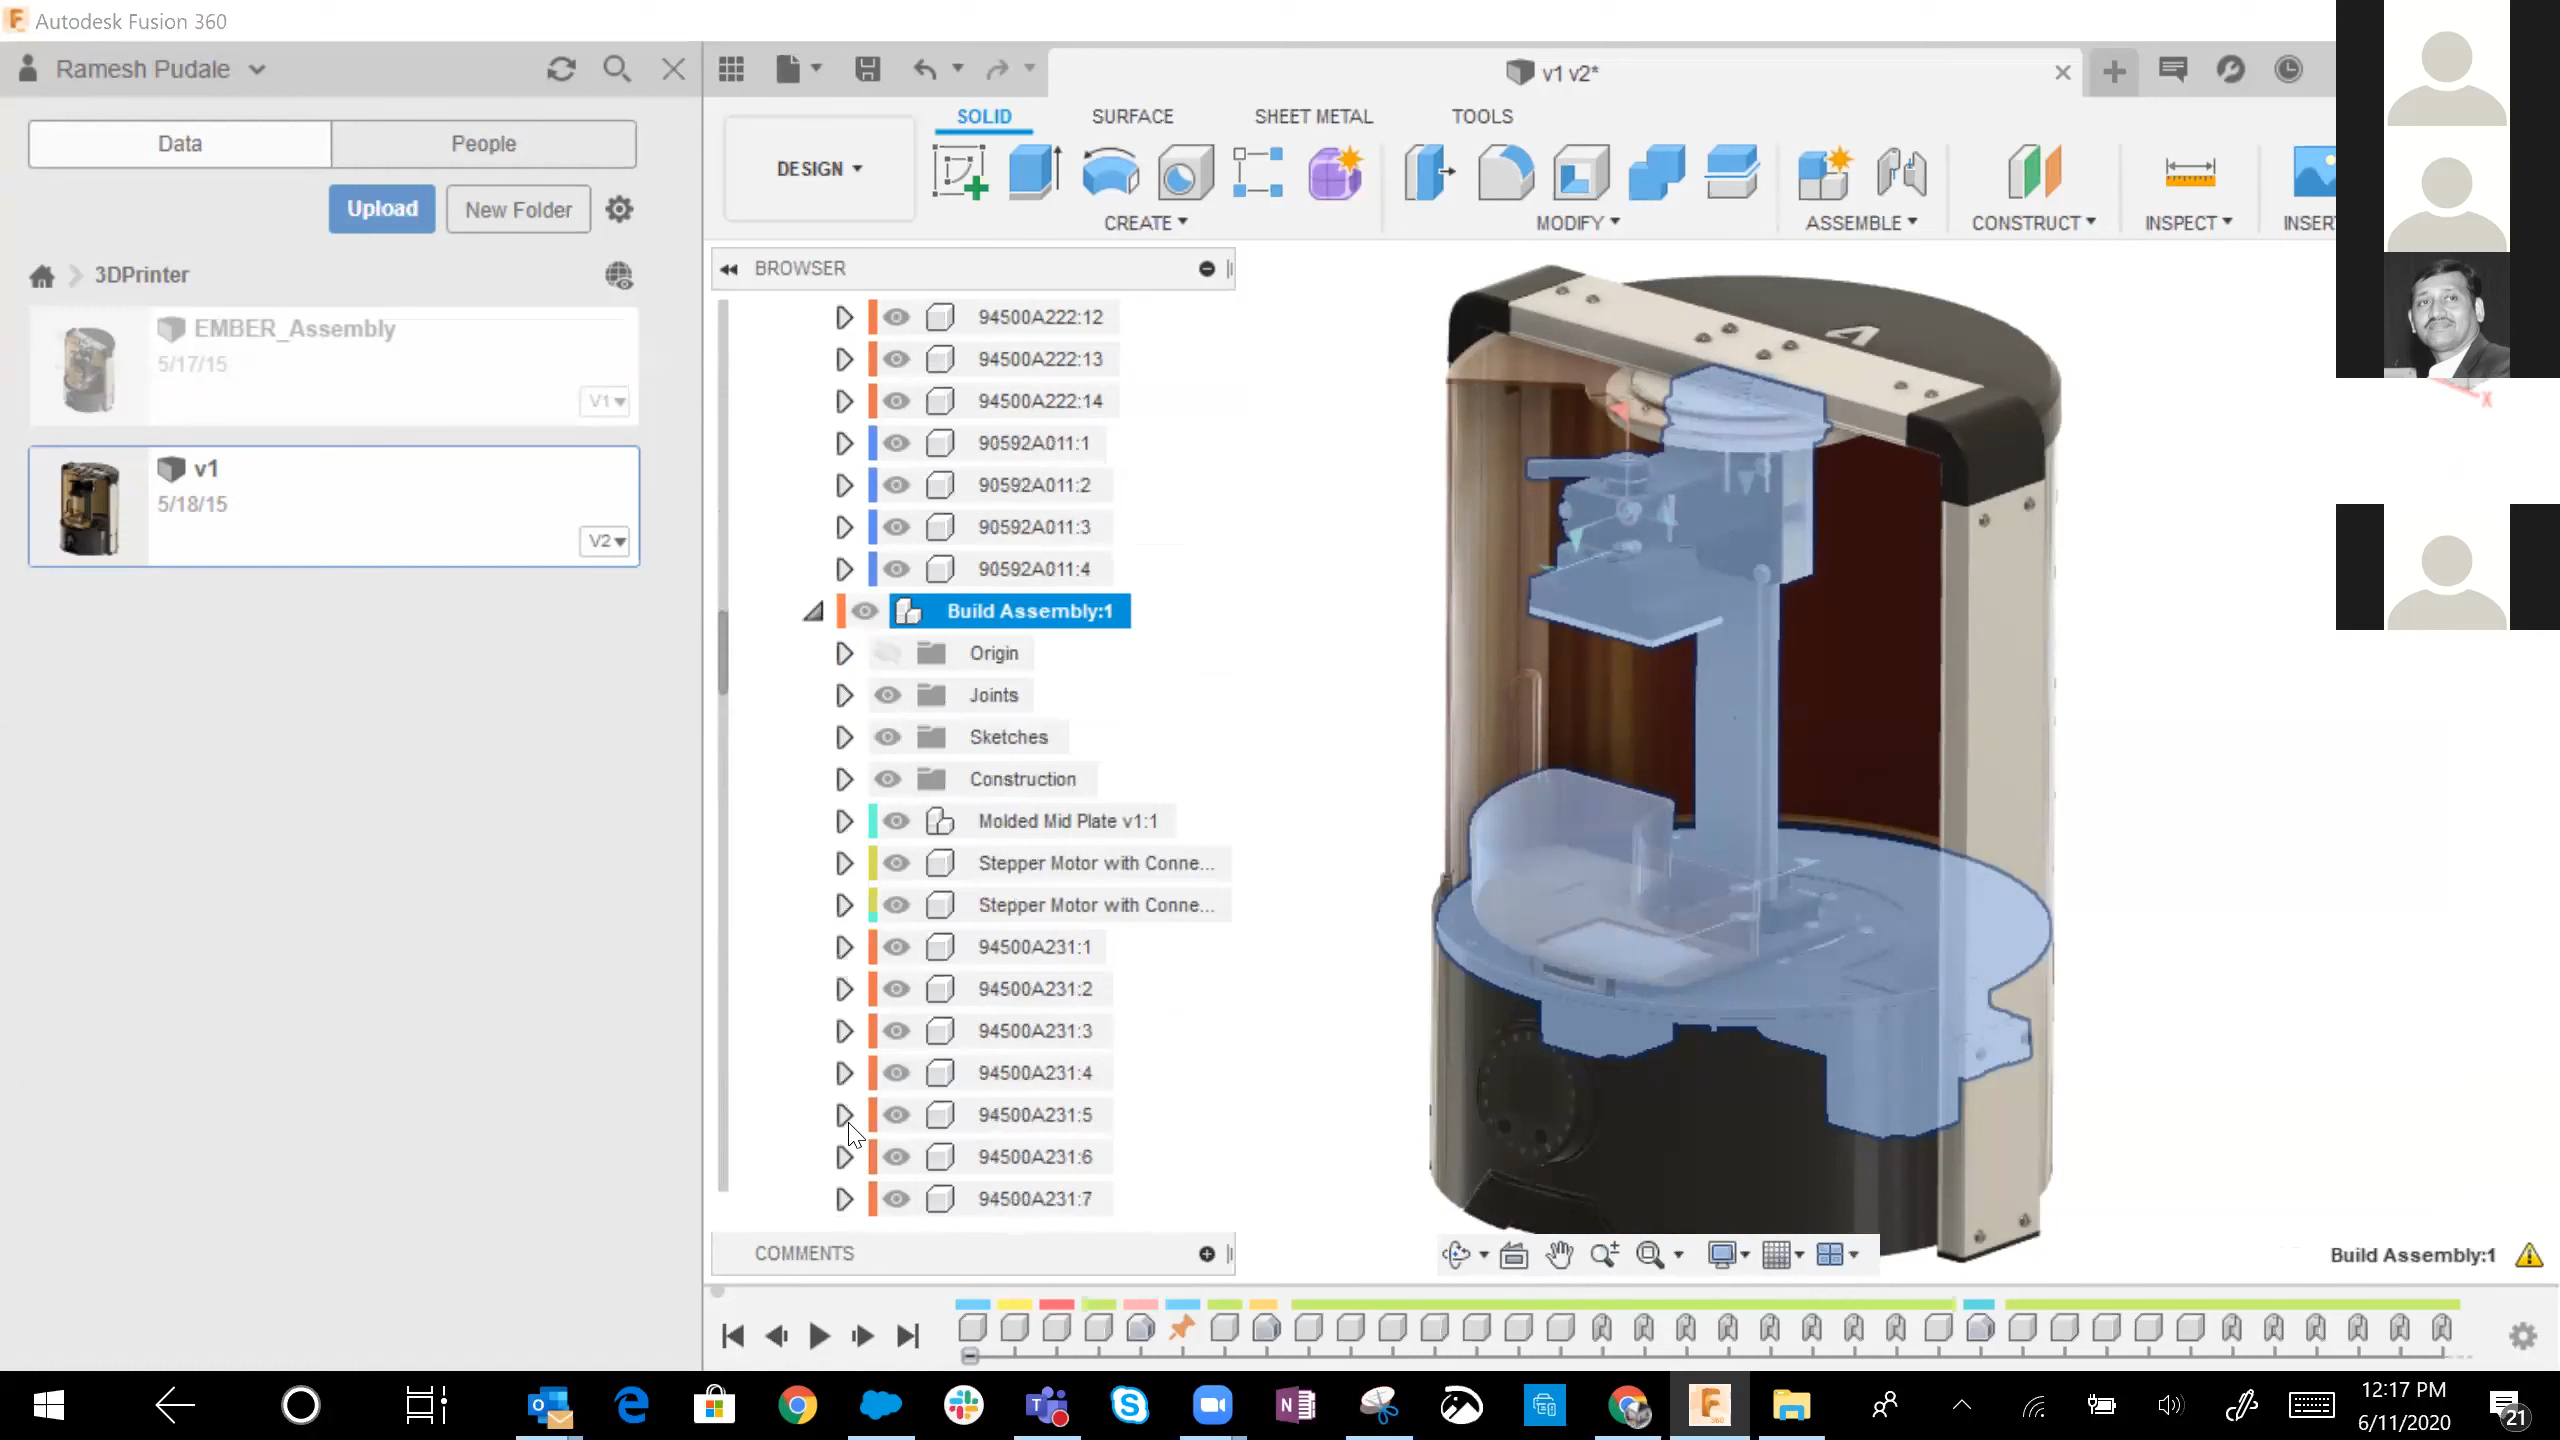 Autodesk Fusion 360
Ramesh Pudale
v1 v2*
Data
People
Upload
New Folder
3DPrinter
EMBER_Assembly
5/17/15
V1
v1
5/18/15
V2
SOLID
SURFACE
SHEET METAL
TOOLS
DESIGN
CREATE
MODIFY
ASSEMBLE
CONSTRUCT
INSPECT
INSER
BROWSER
94500A222:12
94500A222:13
94500A222:14
90592A011:1
90592A011:2
90592A011:3
90592A011:4
Build Assembly:1
Origin
Joints
Sketches
Construction
Molded Mid Plate v1:1
Stepper Motor with Conne...
Stepper Motor with Conne...
94500A231:1
94500A231:2
94500A231:3
94500A231:4
94500A231:5
94500A231:6
94500A231:7
COMMENTS
X
Build Assembly:1
12:17 PM
6/11/2020
21